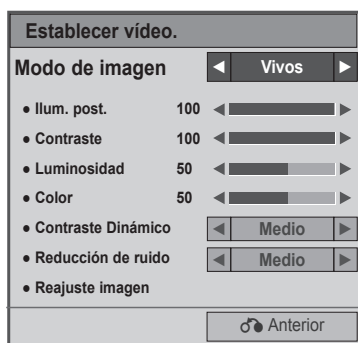 Establecer vídeo.
Modo de imagen ◀ Vivos ▶
● Ilum. post. 100
● Contraste 100
● Luminosidad 50
● Color 50
● Contraste Dinámico ◀ Medio ▶
● Reducción de ruido ◀ Medio ▶
● Reajuste imagen
Anterior